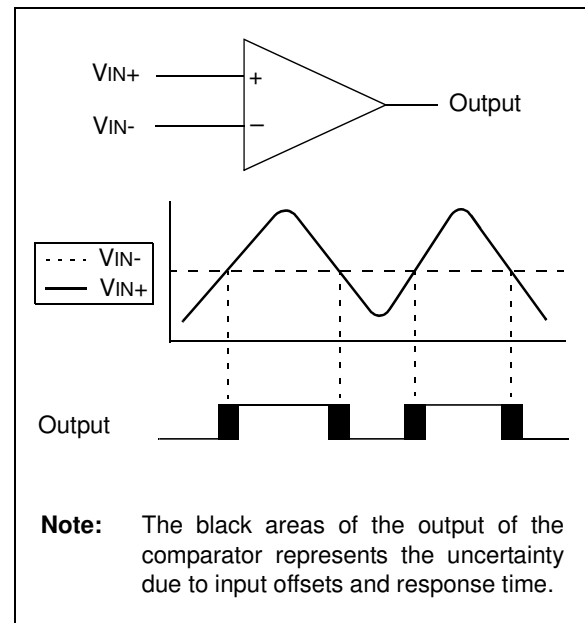 VIN+
+
Output
VIN-
–
VIN-
VIN+
Output
Note: The black areas of the output of the
comparator represents the uncertainty
due to input offsets and response time.